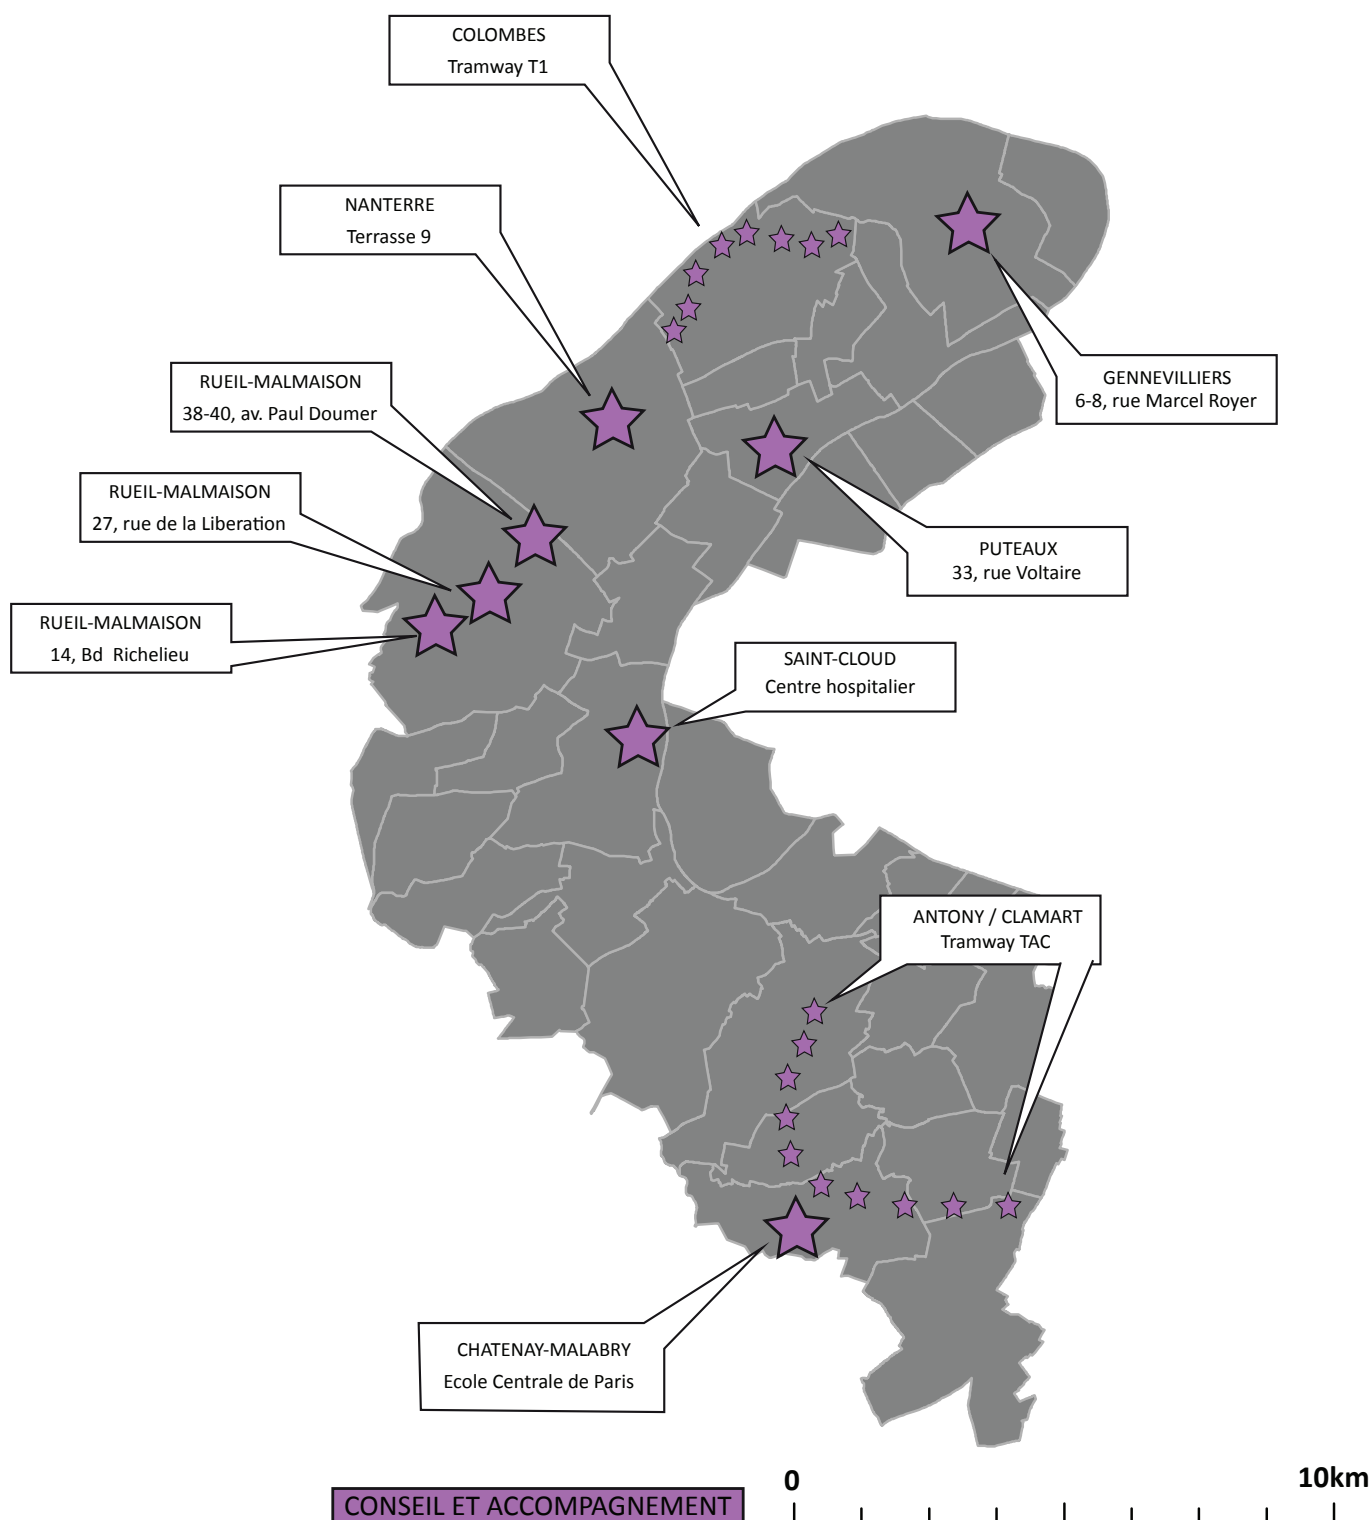 COLOMBES
Tramway T1
NANTERRE
Terrasse 9
RUEIL-MALMAISON
38-40, av. Paul Doumer
GENNEVILLIERS
6-8, rue Marcel Royer
RUEIL-MALMAISON
27, rue de la Liberation
PUTEAUX
33, rue Voltaire
RUEIL-MALMAISON
14, Bd  Richelieu
SAINT-CLOUD
Centre hospitalier
ANTONY / CLAMART
Tramway TAC
CHATENAY-MALABRY
Ecole Centrale de Paris
0
10km
CONSEIL ET ACCOMPAGNEMENT